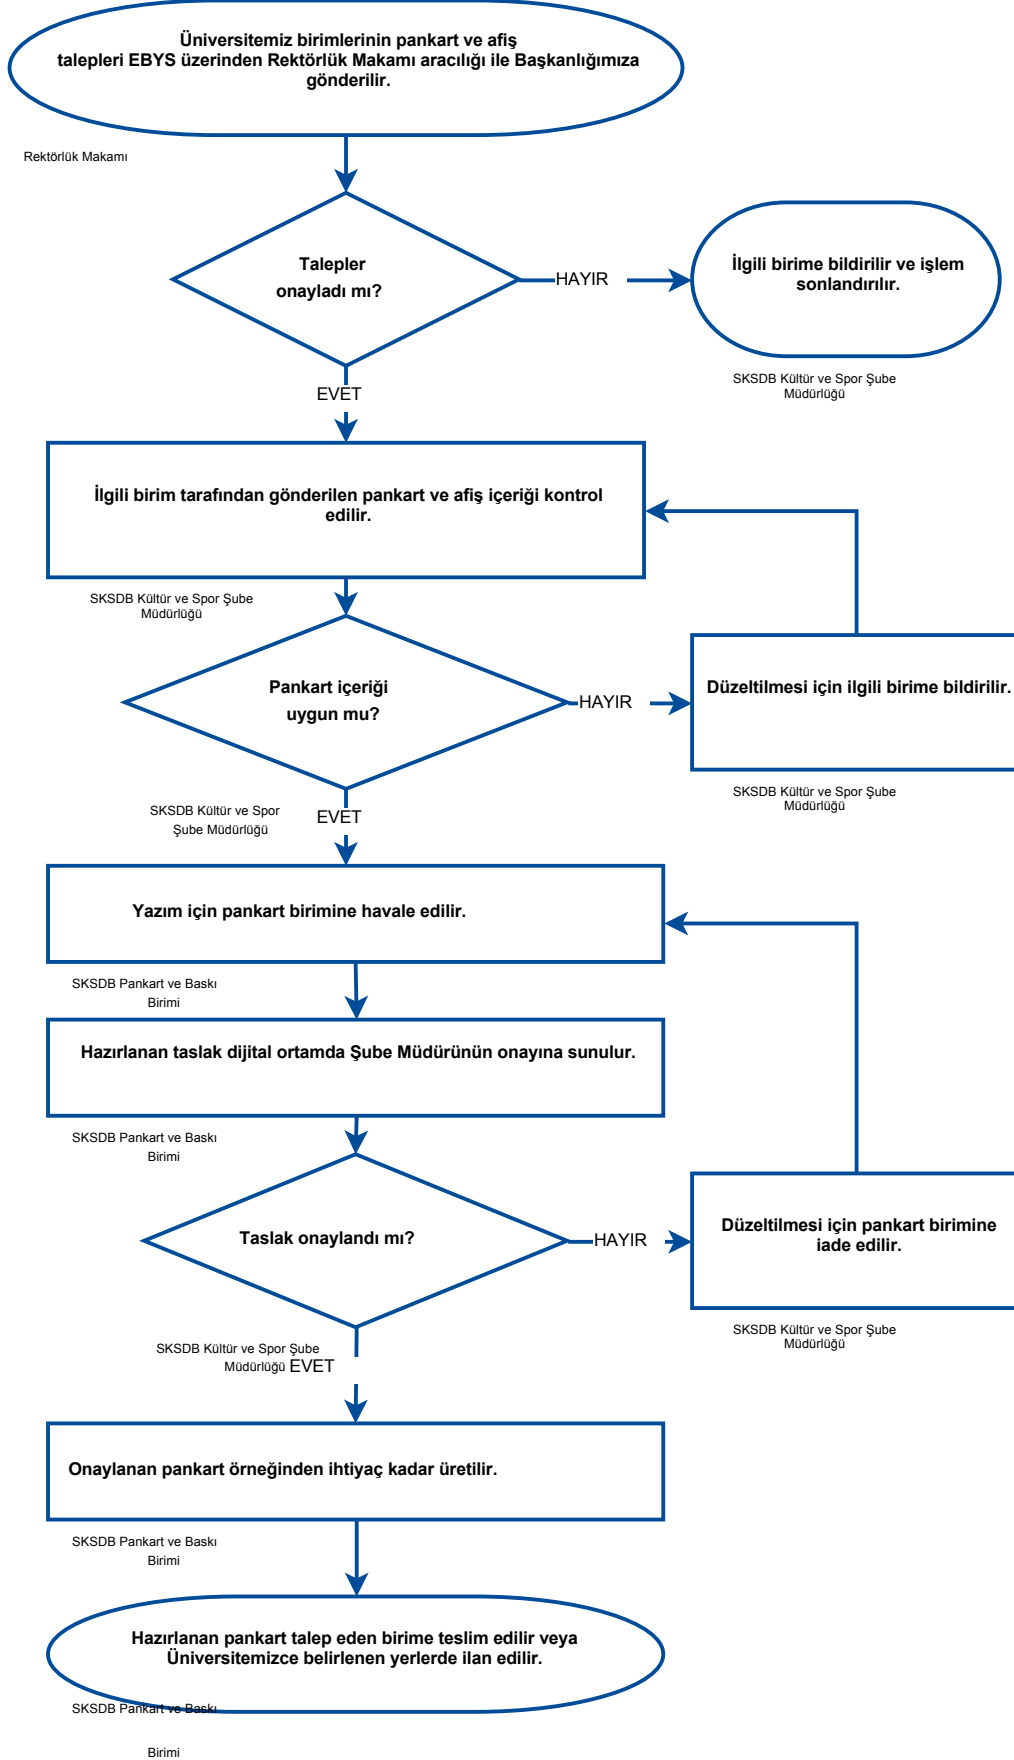 Üniversitemiz birimlerinin pankart ve afiş
talepleri EBYS üzerinden Rektörlük Makamı aracılığı ile Başkanlığımıza
gönderilir.
Rektörlük Makamı
Talepler
onayladı mı?
HAYIR
İlgili birime bildirilir ve işlem
sonlandırılır.
SKSDB Kültür ve Spor Şube
Müdürlüğü
EVET
İlgili birim tarafından gönderilen pankart ve afiş içeriği kontrol
edilir.
SKSDB Kültür ve Spor Şube
Müdürlüğü
Pankart içeriği
uygun mu?
HAYIR
Düzeltilmesi için ilgili birime bildirilir.
SKSDB Kültür ve Spor Şube
Müdürlüğü
SKSDB Kültür ve Spor
Şube Müdürlüğü
EVET
Yazım için pankart birimine havale edilir.
SKSDB Pankart ve Baskı
Birimi
Hazırlanan taslak dijital ortamda Şube Müdürünün onayına sunulur.
SKSDB Pankart ve Baskı
Birimi
Taslak onaylandı mı?
HAYIR
Düzeltilmesi için pankart birimine
iade edilir.
SKSDB Kültür ve Spor Şube
Müdürlüğü
SKSDB Kültür ve Spor Şube
Müdürlüğü EVET
Onaylanan pankart örneğinden ihtiyaç kadar üretilir.
SKSDB Pankart ve Baskı
Birimi
Hazırlanan pankart talep eden birime teslim edilir veya
Üniversitemizce belirlenen yerlerde ilan edilir.
SKSDB Pankart ve Baskı
Birimi